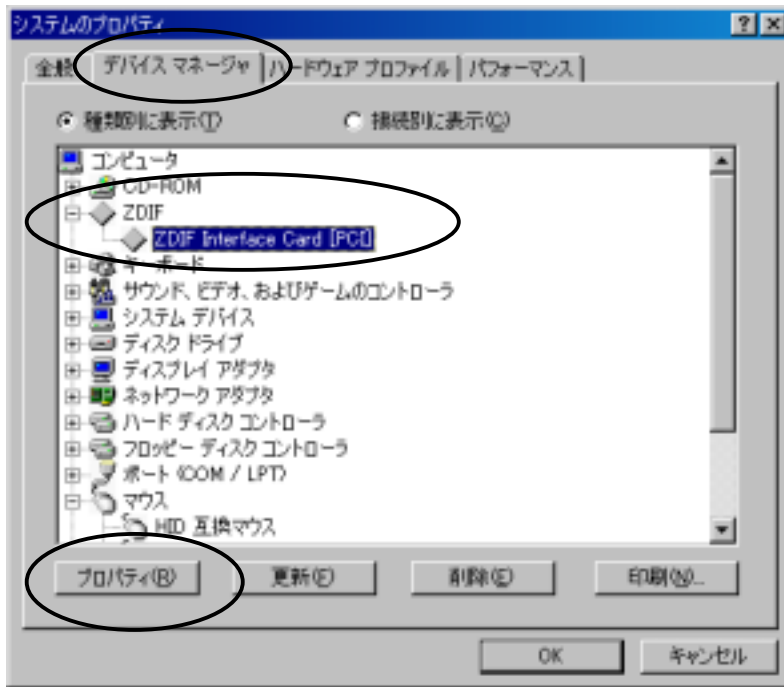 システムのプロパティ
全般 デバイス マネージャ ハードウェア プロファイル パフォーマンス
種類別に表示(T) 接続別に表示(C)
コンピュータ
CD-ROM
ZDIF
ZDIF Interface Card [PCI]
キーボード
サウンド、ビデオ、およびゲームのコントローラ
システム デバイス
ディスク ドライブ
ディスプレイ アダプタ
ネットワーク アダプタ
ハード ディスク コントローラ
フロッピー ディスク コントローラ
ポート (COM / LPT)
マウス
HID 互換マウス
プロパティ(R) 更新(F) 削除(E) 印刷(N)...
OK キャンセル